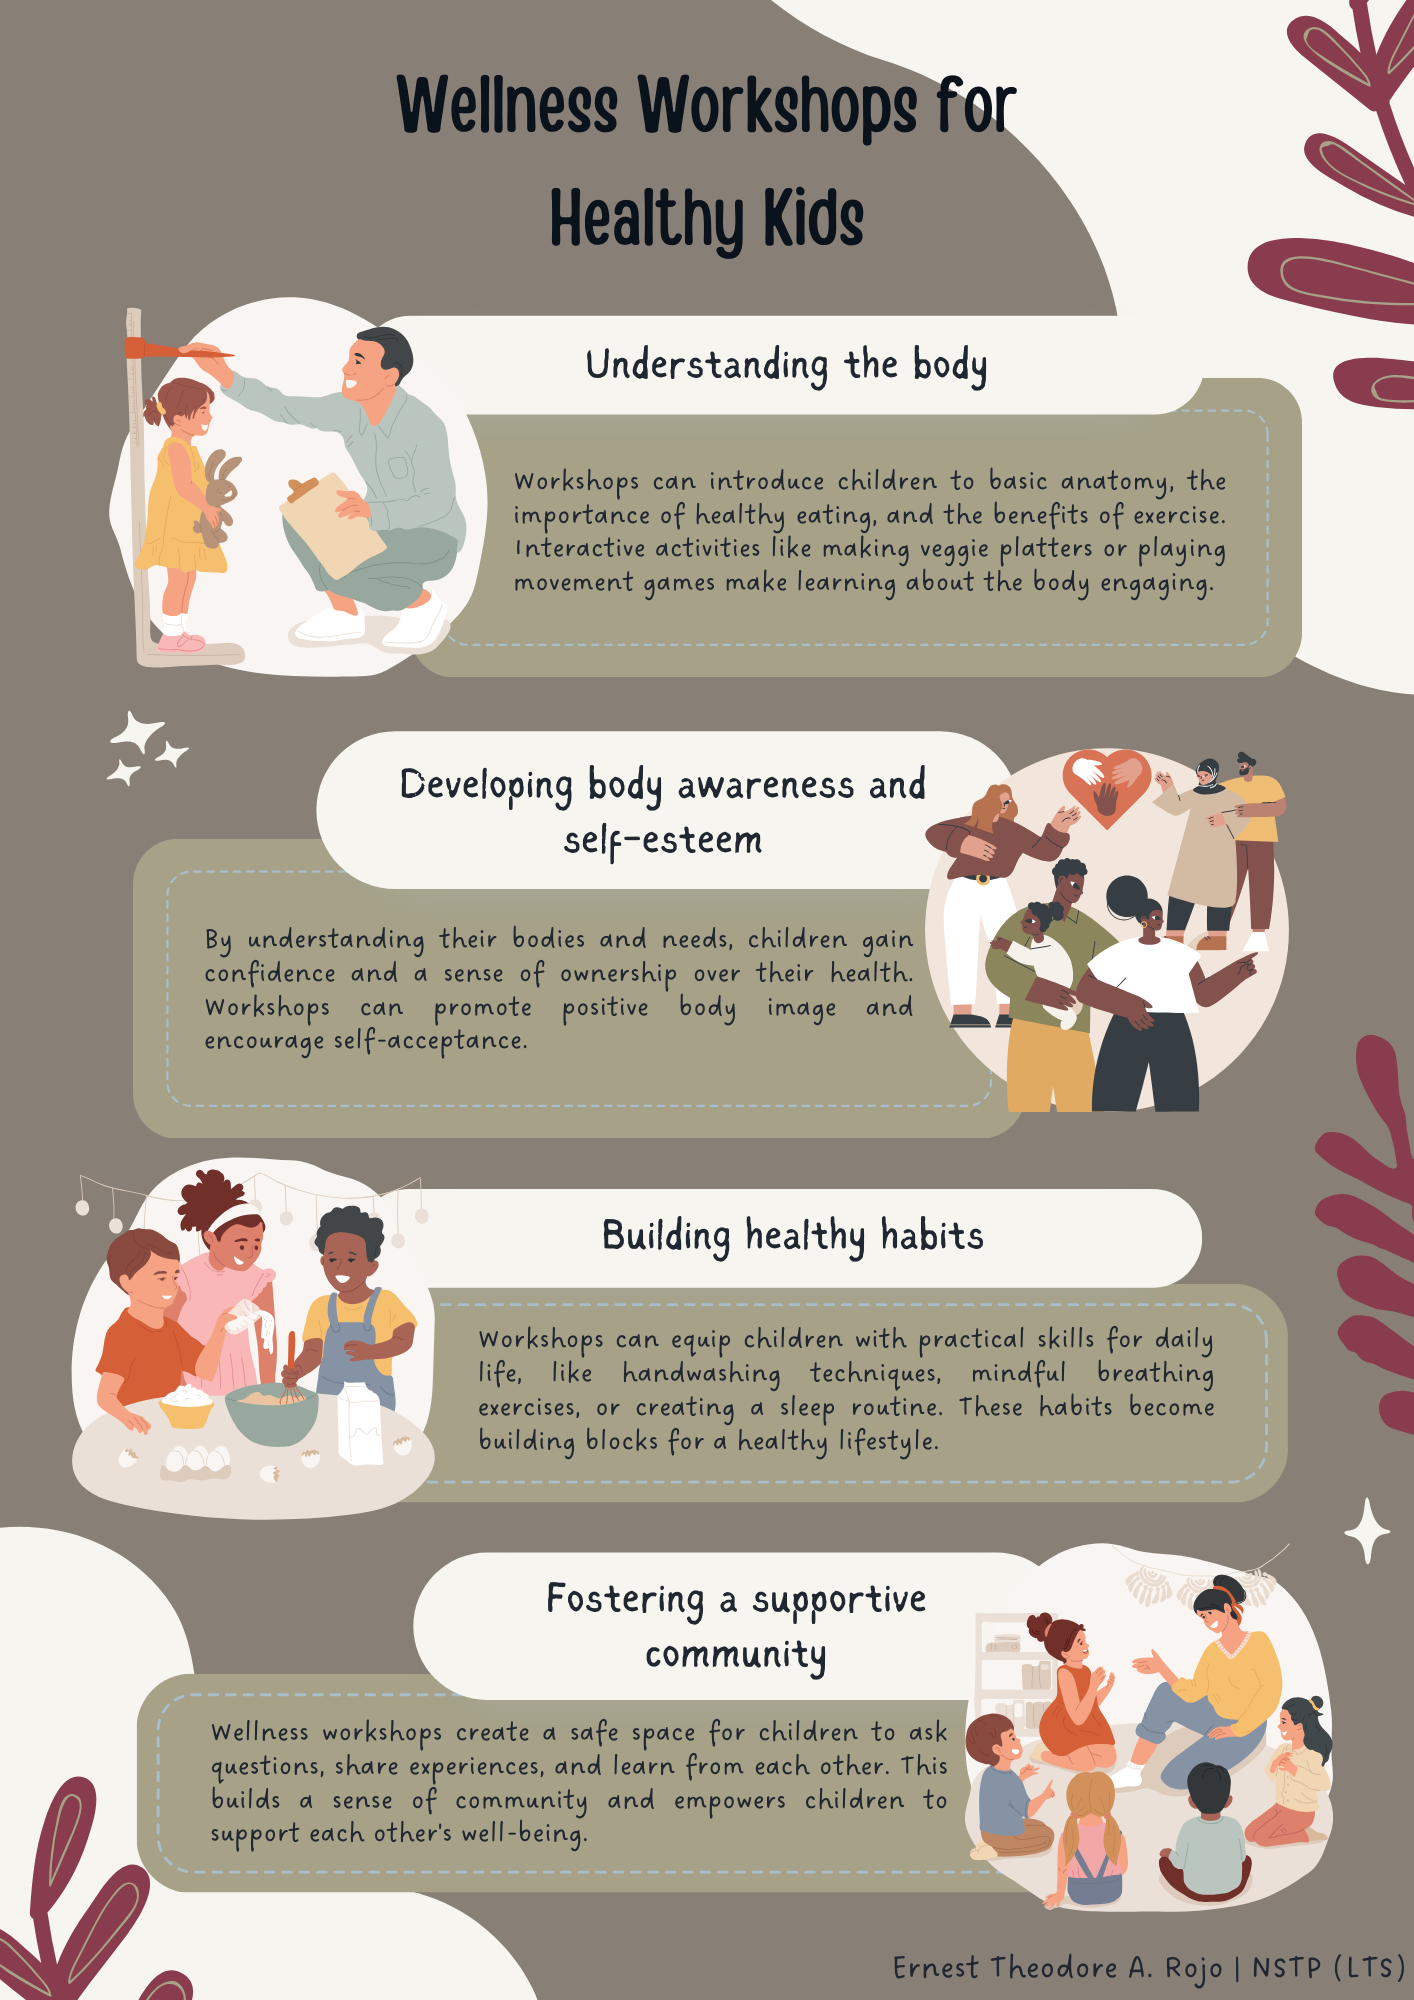 Wellness Workshops for
Healthy Kids
Understanding the body
Workshops can introduce children to basic anatomy, the
importance of healthy eating, and the benefits of exercise.
Interactive activities like making veggie platters or playing
movement games make learning about the body engaging.
Developing body awareness and
self-esteem
By understanding their bodies and needs, children gain
confidence and a sense of ownership over their health.
Workshops can promote positive body image and
encourage self-acceptance.
Building healthy habits
Workshops can equip children with practical skills for daily
life, like handwashing techniques, mindful breathing
exercises, or creating a sleep routine. These habits become
building blocks for a healthy lifestyle.
Fostering a supportive
community
Wellness workshops create a safe space for children to ask
questions, share experiences, and learn from each other. This
builds a sense of community and empowers children to
support each other's well-being.
Ernest Theodore A. Rojo | NSTP (LTS)